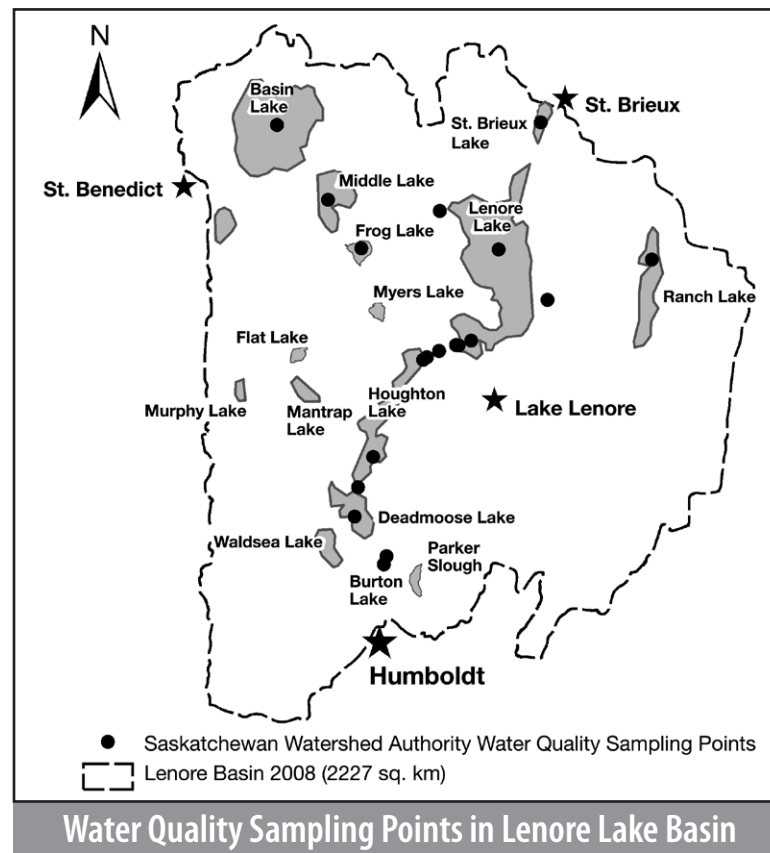 N
Basin
Lake
St. Brieux
St. Brieux
Lake
St. Benedict
Middle Lake
Lenore
Lake
Frog Lake
Myers Lake
Ranch Lake
Flat Lake
Murphy Lake
Mantrap
Lake
Houghton
Lake
Lake Lenore
Deadmoose Lake
Waldsea Lake
Parker
Slough
Burton
Lake
Humboldt
Saskatchewan Watershed Authority Water Quality Sampling Points
Lenore Basin 2008 (2227 sq. km)
Water Quality Sampling Points in Lenore Lake Basin